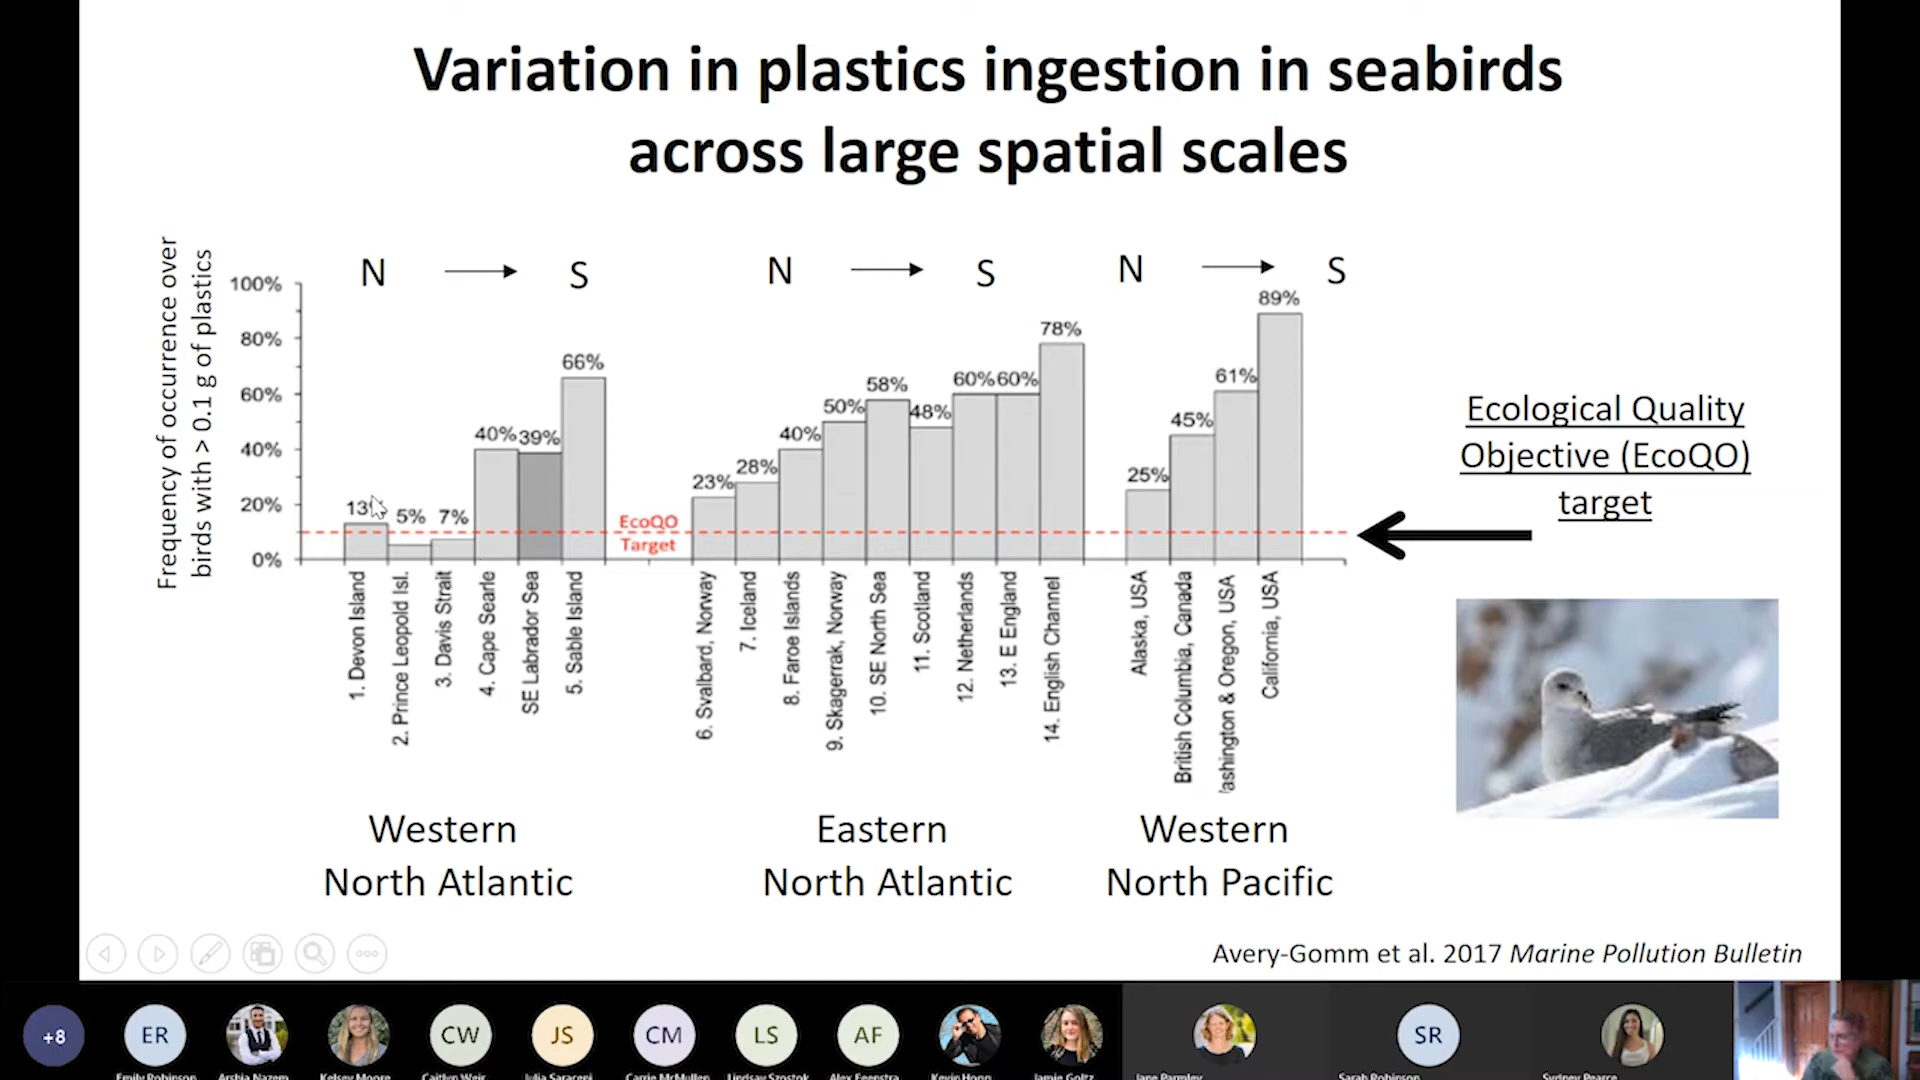 Variation in plastics ingestion in seabirds
across large spatial scales
Frequency of occurrence over
birds with > 0.1 g of plastics
N S
N S
N S
100%
80%
60%
40%
20%
0%
13%
5%
7%
40%
39%
66%
EcoQO
Target
23%
28%
40%
50%
58%
48%
60%
60%
78%
25%
45%
61%
89%
1. Devon Island
2. Prince Leopold Isl.
3. Davis Strait
4. Cape Searle
SE Labrador Sea
5. Sable Island
6. Svalbard, Norway
7. Iceland
8. Faroe Islands
9. Skagerrak, Norway
10. SE North Sea
11. Scotland
12. Netherlands
13. E England
14. English Channel
Alaska, USA
British Columbia, Canada
ashington & Oregon, USA
California, USA
Ecological Quality
Objective (EcoQO)
target
Western
North Atlantic
Eastern
North Atlantic
Western
North Pacific
Avery-Gomm et al. 2017 Marine Pollution Bulletin
+8
ER
CW
JS
CM
LS
AF
SR
Emily Robinson
Arshia Nazem
Kelsey Moore
Caitlyn Weir
Julia Saraceni
Carrie McMullen
Lindsay Szostok
Alex Feenstra
Kevin Hong
Jamie Goltz
Jane Parmley
Sarah Robinson
Sydney Pearce